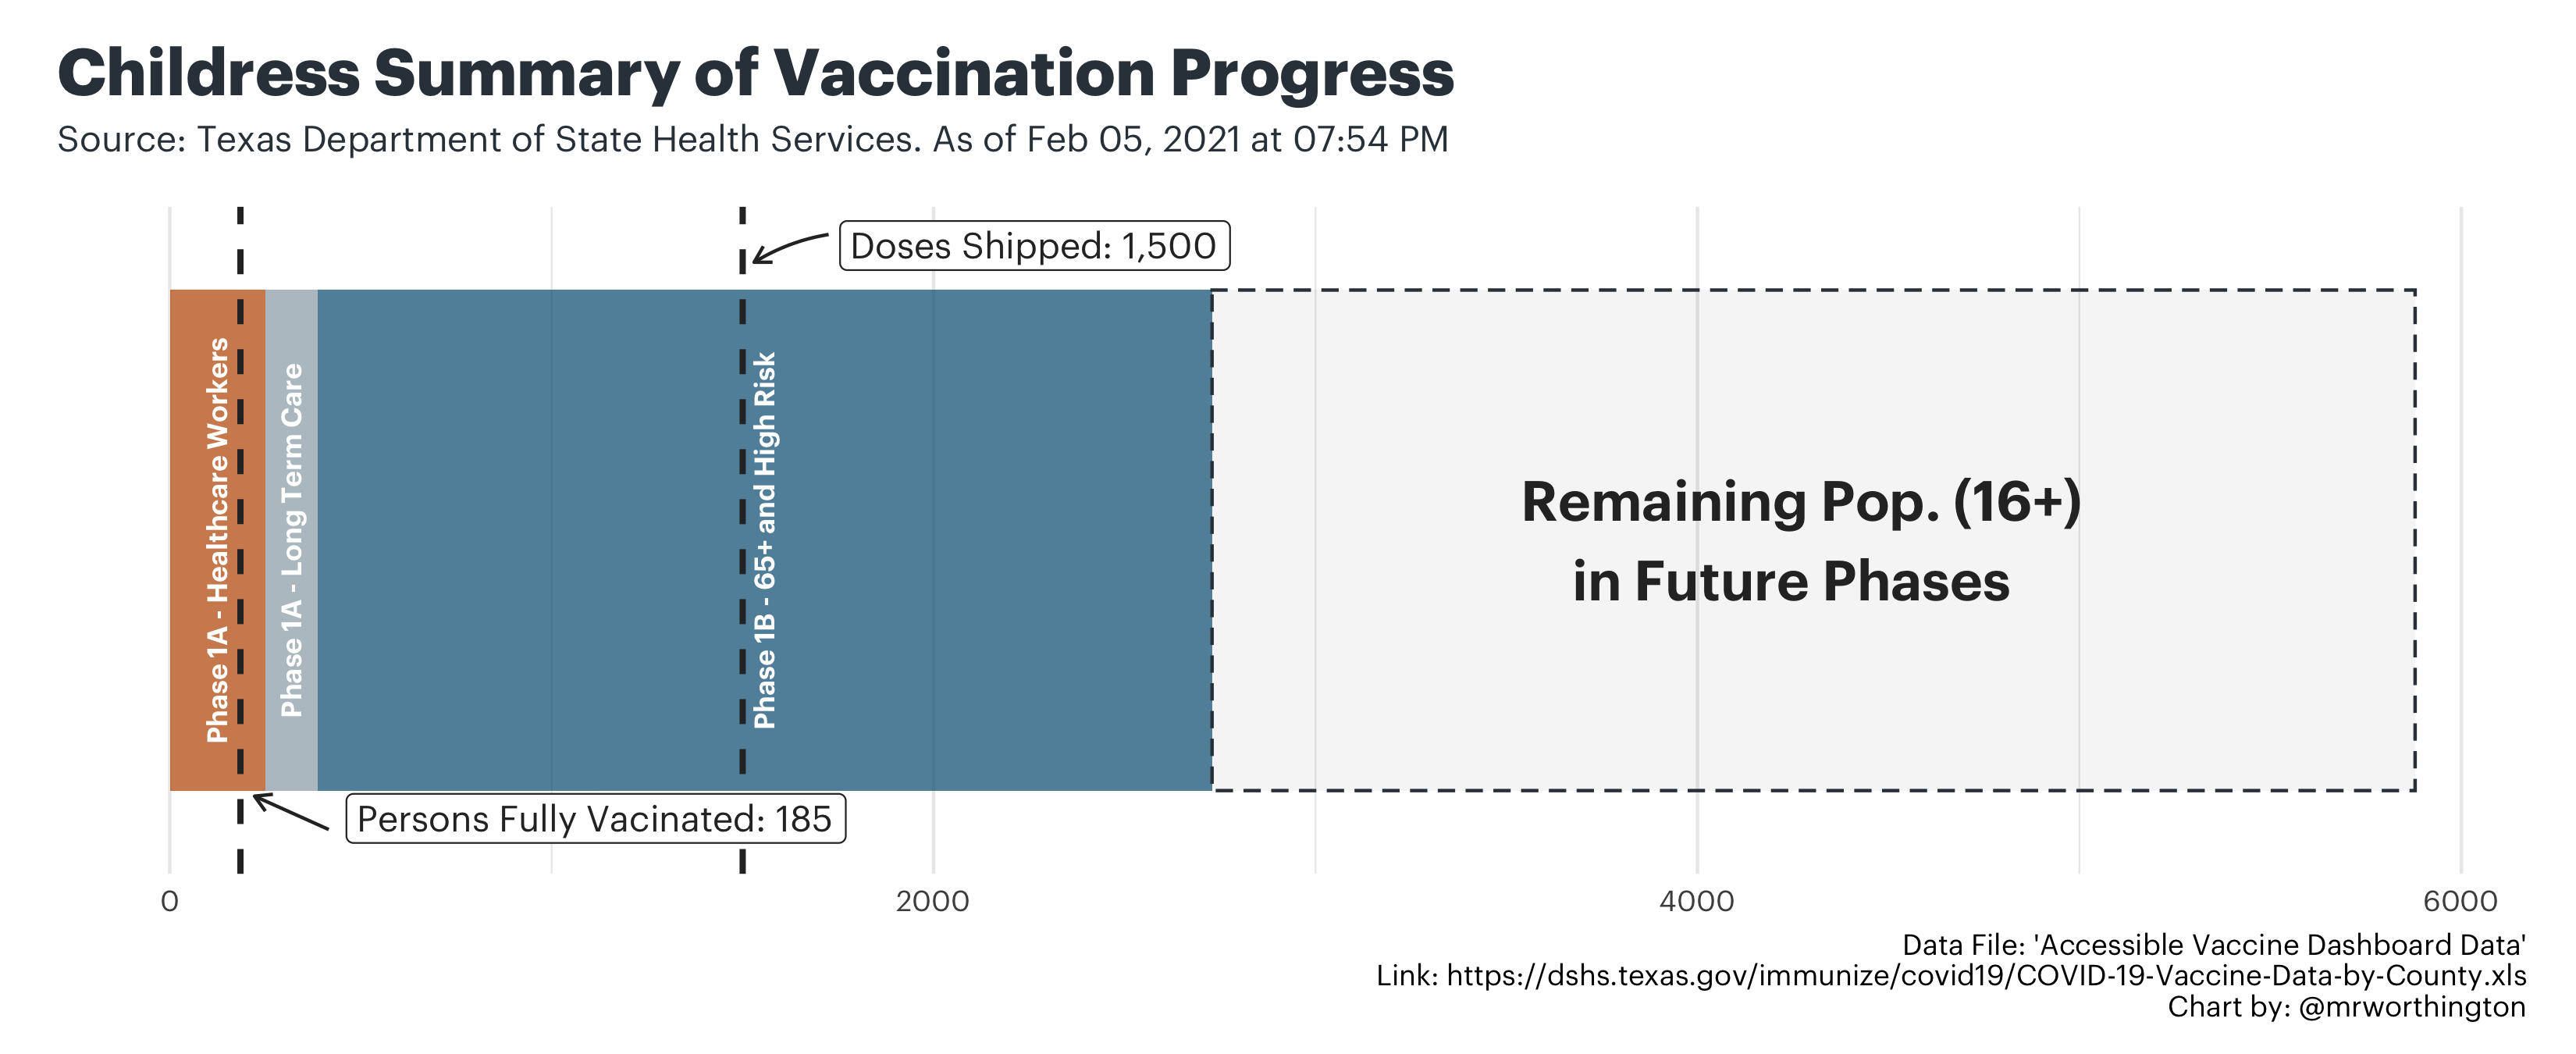 Childress Summary of Vaccination Progress
Source: Texas Department of State Health Services. As of Feb 05, 2021 at 07:54 PM
Doses Shipped: 1,500
Phase 1A - Healthcare Workers
Phase 1A - Long Term Care
Phase 1B - 65+ and High Risk
Remaining Pop. (16+)
in Future Phases
Persons Fully Vacinated: 185
0
2000
4000
6000
Data File: 'Accessible Vaccine Dashboard Data'
Link: https://dshs.texas.gov/immunize/covid19/COVID-19-Vaccine-Data-by-County.xls
Chart by: @mrworthington